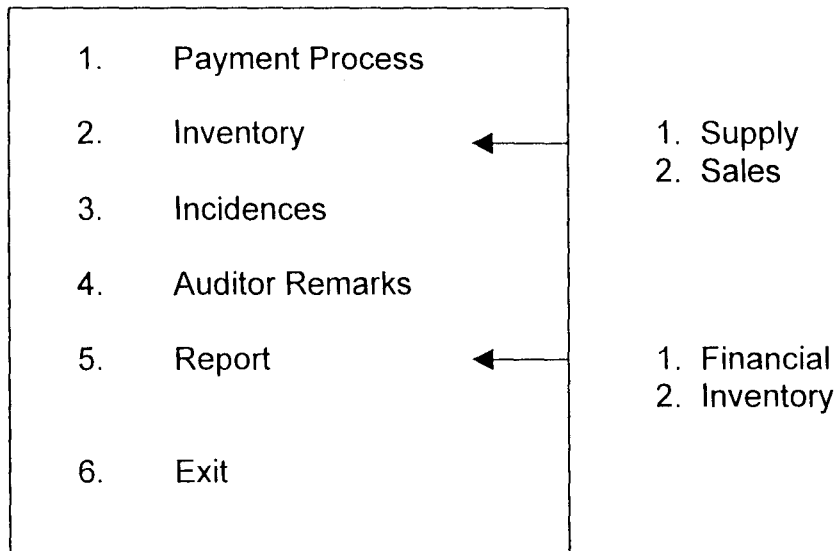 1. Payment Process
2. Inventory
1. Supply
2. Sales
3. Incidences
4. Auditor Remarks
5. Report
1. Financial
2. Inventory
6. Exit